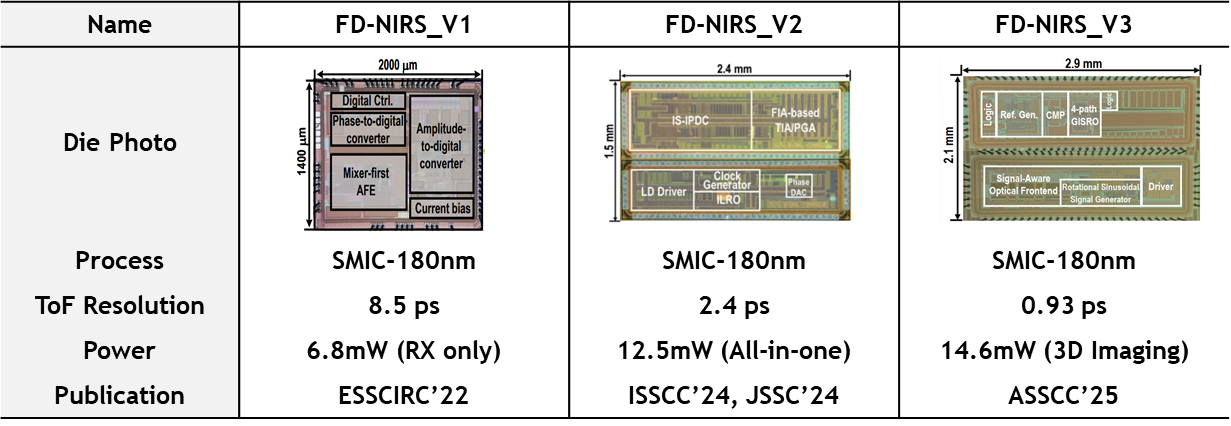 Name FD-NIRS_V1 FD-NIRS_V2 FD-NIRS_V3
Die Photo
2000 µm
1400 µm
Digital Ctrl.
Phase-to-digital
converter
Amplitude-
to-digital
converter
Mixer-first
AFE
Current bias
2.4 mm
1.5 mm
IS-IPDC
FIA-based
TIA/PGA
LD Driver
Clock
Generator
ILRO
Phase
DAC
2.9 mm
2.1 mm
Logic
Ref. Gen.
CMP
4-path
GISRO
Logic
Signal-Aware
Optical Frontend
Rotational Sinusoidal
Signal Generator
Driver
Process SMIC-180nm SMIC-180nm SMIC-180nm
ToF Resolution 8.5 ps 2.4 ps 0.93 ps
Power 6.8mW (RX only) 12.5mW (All-in-one) 14.6mW (3D Imaging)
Publication ESSCIRC’22 ISSCC’24, JSSC’24 ASSCC’25